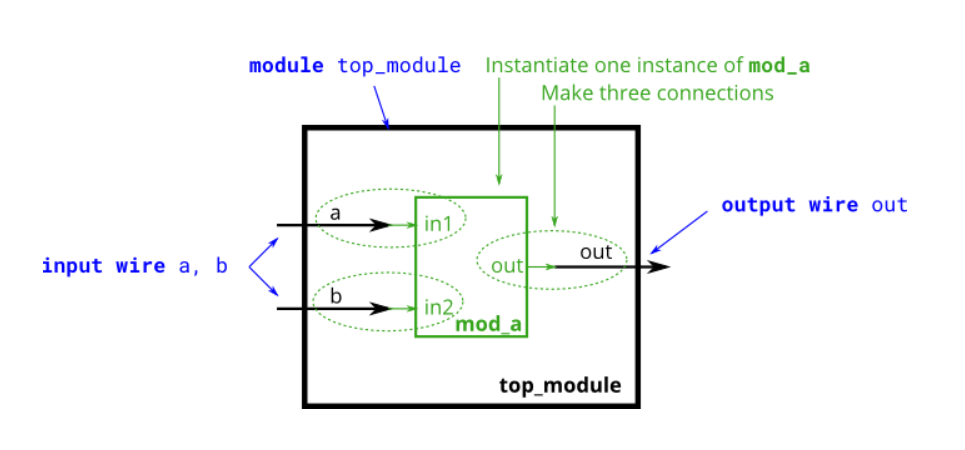 module top_module
Instantiate one instance of mod_a
Make three connections
output wire out
a
in1
out
out
input wire a, b
b
in2
mod_a
top_module